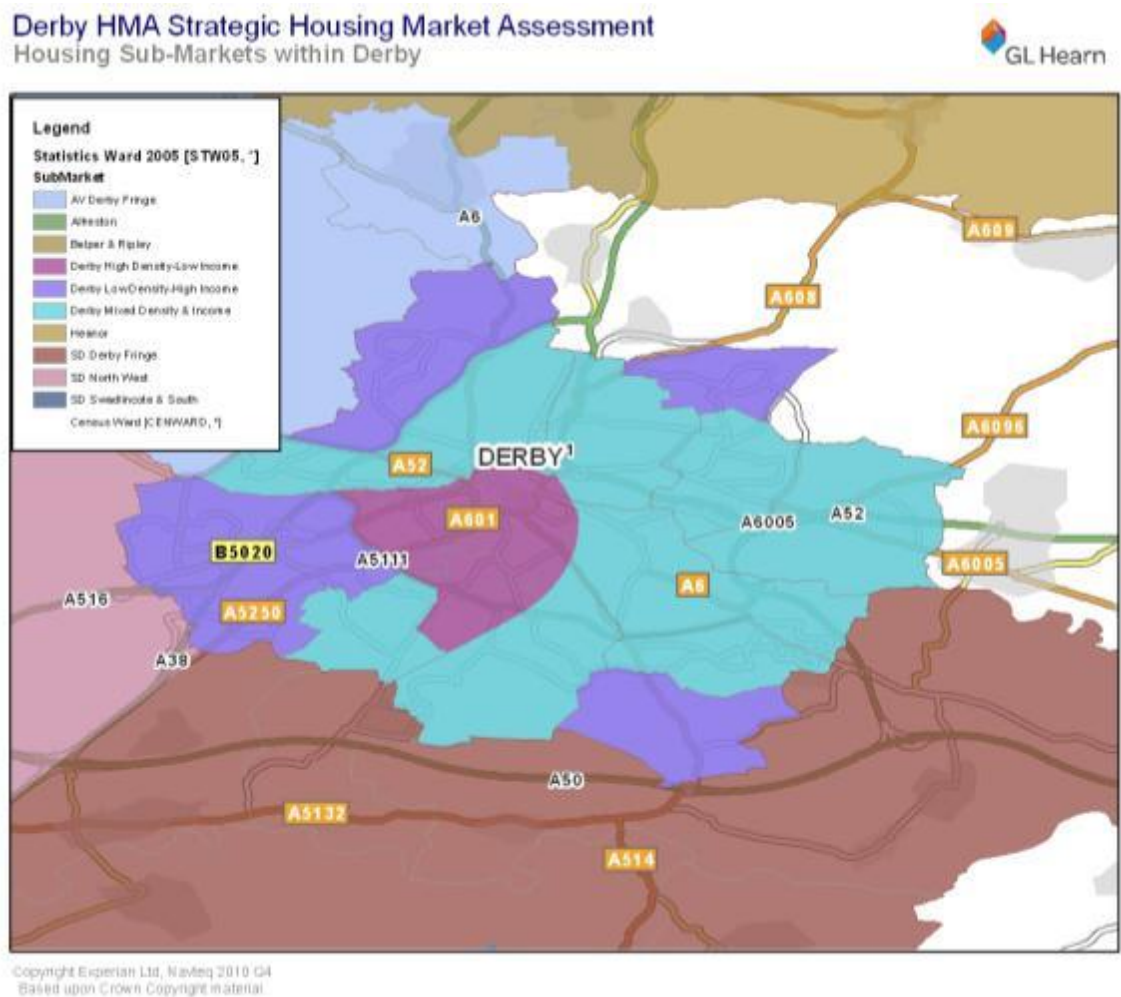 Derby HMA Strategic Housing Market Assessment
Housing Sub-Markets within Derby
GL Hearn
Legend
Statistics Ward 2005 [STW05, *]
SubMarket
AV Derby Fringe
Alfreton
Belper & Ripley
Derby High Density-Low Income
Derby LowDensity-High Income
Derby Mixed Density & Income
Heanor
SD Derby Fringe
SD North West
SD Swadlincote & South
Census Ward [CENWARD, *]
A6
A609
A608
A6096
DERBY¹
A52
A601
A6005
A52
B5020
A5111
A6005
A6
A516
A5250
A38
A50
A5132
A514
Copyright Experian Ltd, Navteq 2010 Q4
Based upon Crown Copyright material